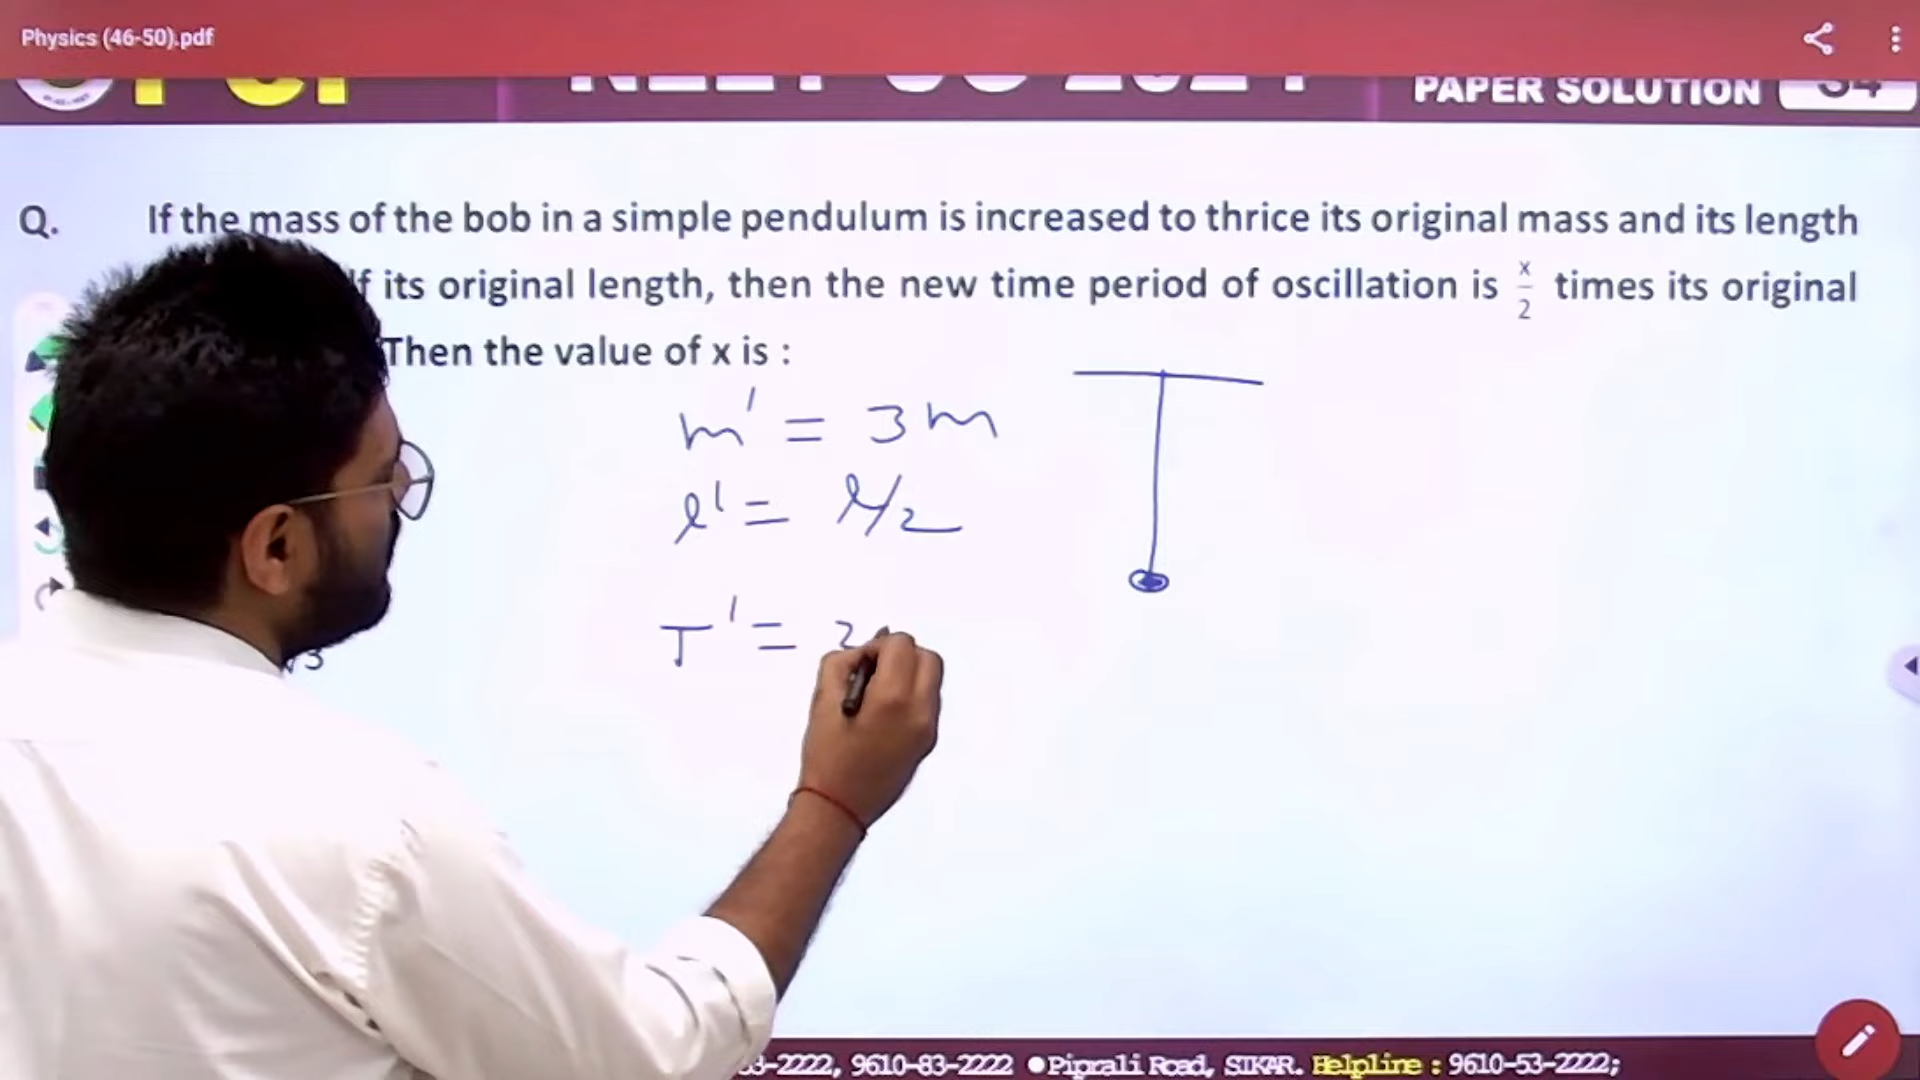 Physics (46-50).pdf
PAPER SOLUTION
Q. If the mass of the bob in a simple pendulum is increased to thrice its original mass and its length
its original length, then the new time period of oscillation is x/2 times its original
Then the value of x is :
m' = 3m
l' = l/2
T' = 2
3
3-2222, 9610-83-2222 ●Piprali Road, SIKAR. Helpline : 9610-53-2222;